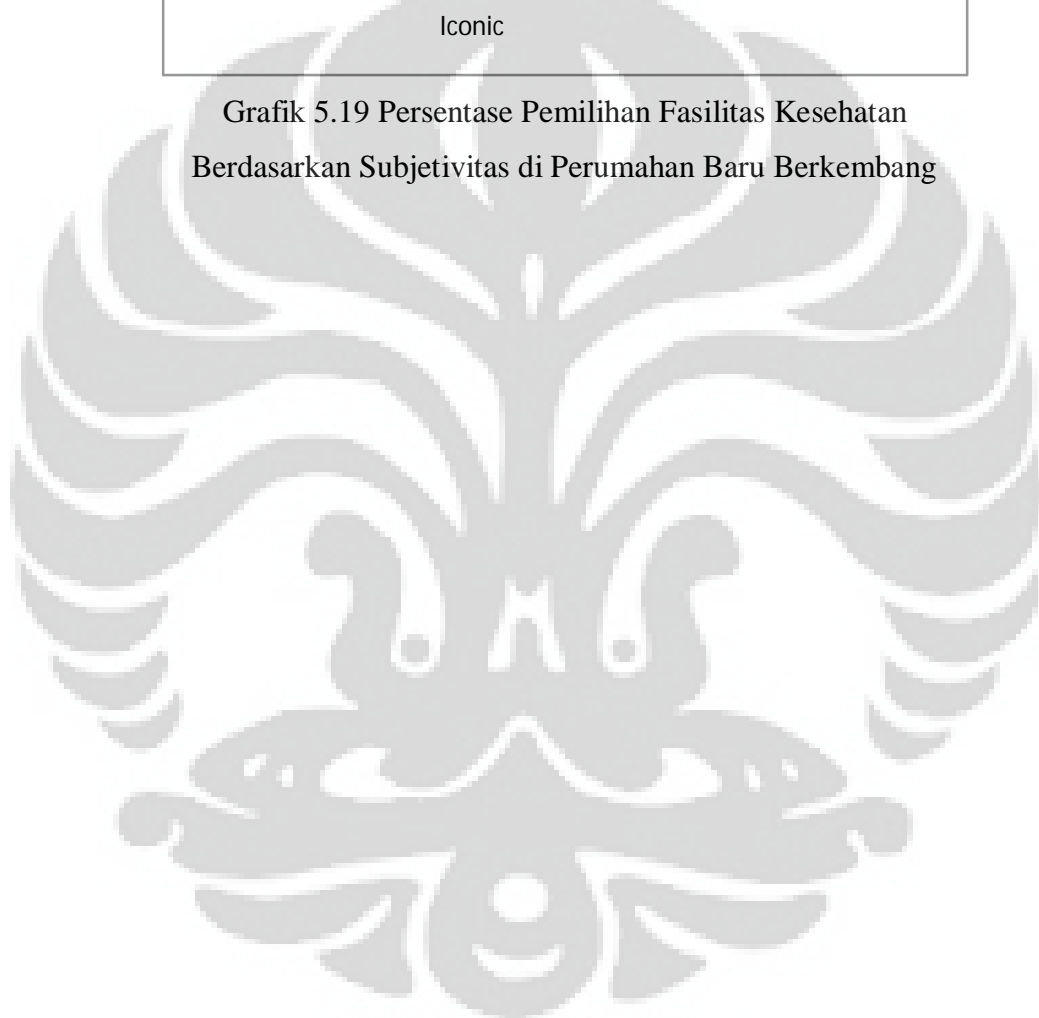 Iconic
Grafik 5.19 Persentase Pemilihan Fasilitas Kesehatan
Berdasarkan Subjetivitas di Perumahan Baru Berkembang